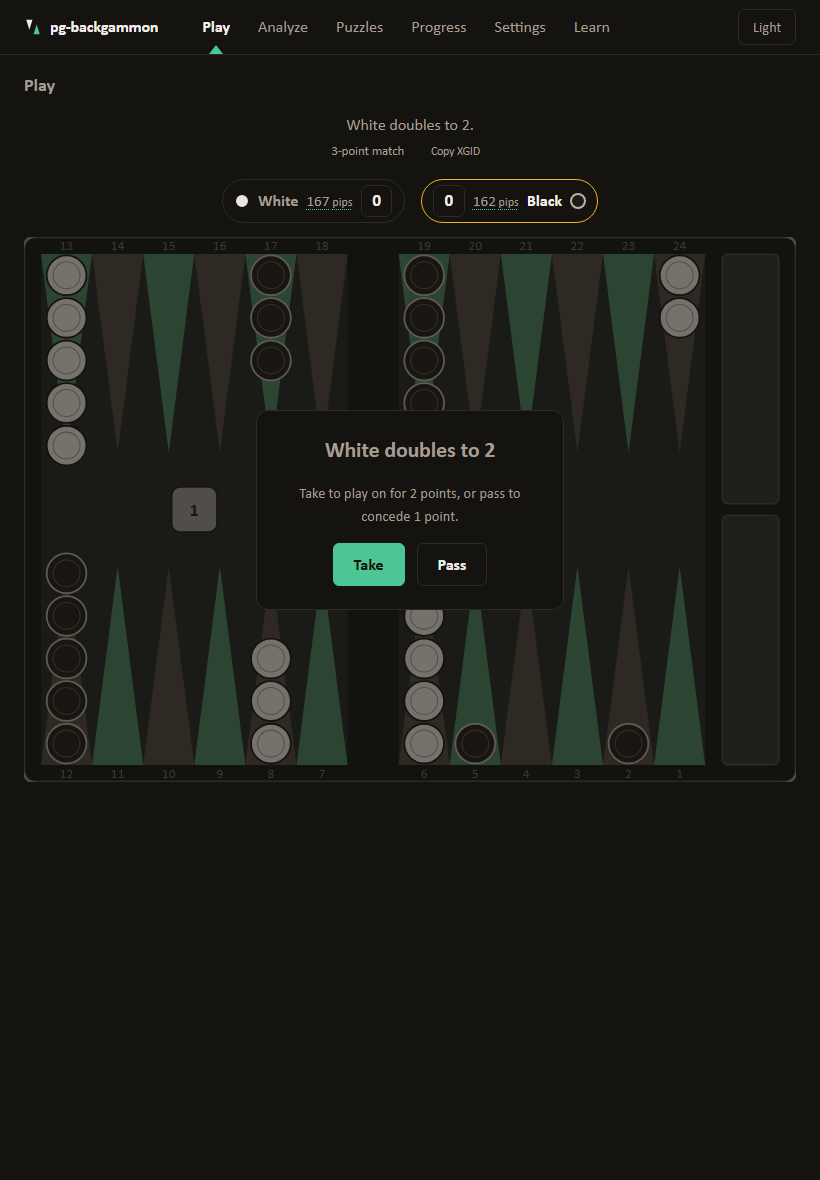 pg-backgammon Play Analyze Puzzles Progress Settings Learn Light
Play
White doubles to 2.
3-point match Copy XGID
White 167 pips 0 0 162 pips Black
13 14 15 16 17 18 19 20 21 22 23 24
White doubles to 2
Take to play on for 2 points, or pass to
concede 1 point.
1
Take Pass
12 11 10 9 8 7 6 5 4 3 2 1